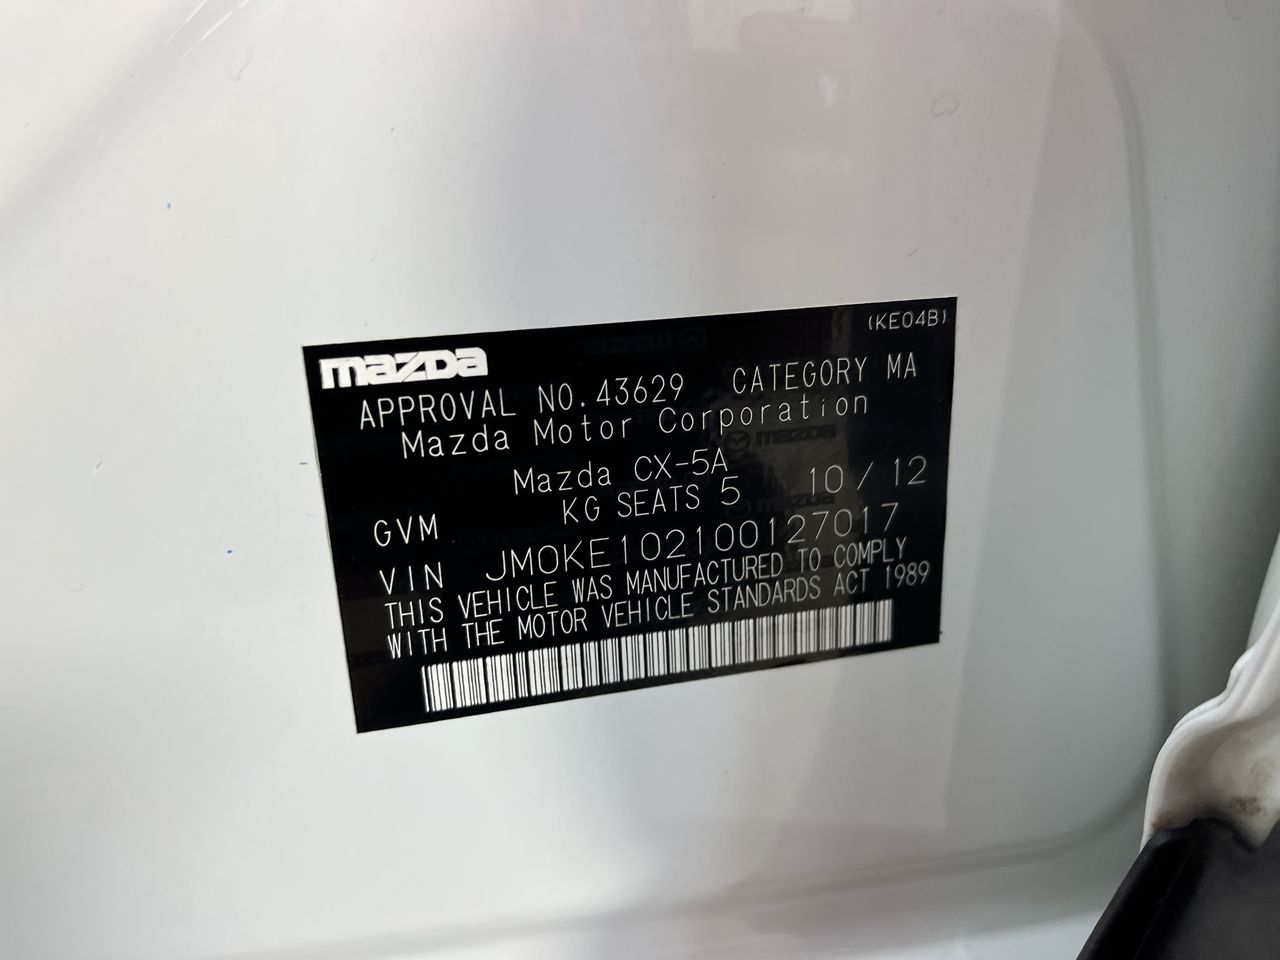 mazda (KE04B)
APPROVAL NO. 43629 CATEGORY MA
Mazda Motor Corporation
Mazda CX-5A 10 / 12
GVM KG SEATS 5
VIN JM0KE102100127017
THIS VEHICLE WAS MANUFACTURED TO COMPLY
WITH THE MOTOR VEHICLE STANDARDS ACT 1989